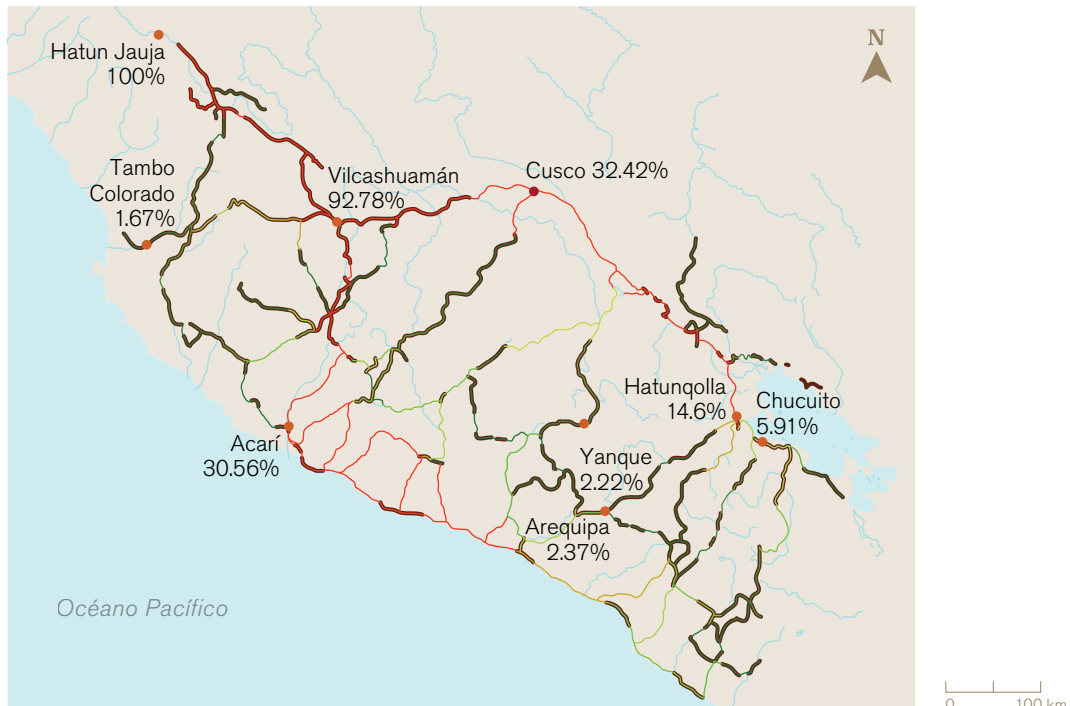 N
Hatun Jauja
100%
Tambo
Colorado
1.67%
Vilcashuamán
92.78%
Cusco 32.42%
Hatunqolla
14.6%
Chucuito
5.91%
Acarí
30.56%
Yanque
2.22%
Arequipa
2.37%
Océano Pacífico
0 100 km